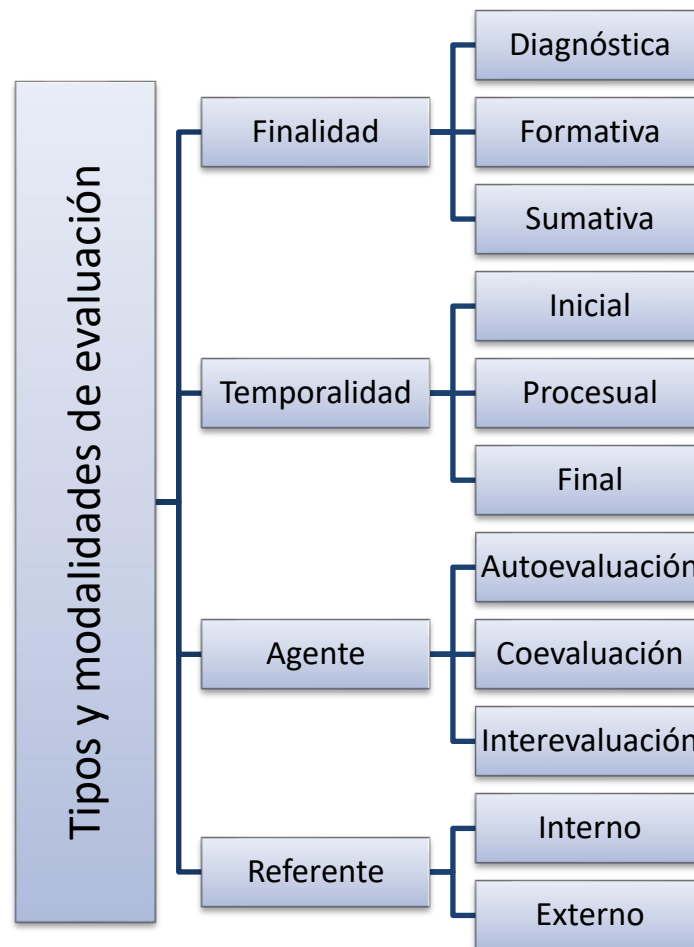 Tipos y modalidades de evaluación
Finalidad
Diagnóstica
Formativa
Sumativa
Temporalidad
Inicial
Procesual
Final
Agente
Autoevaluación
Coevaluación
Interevaluación
Referente
Interno
Externo